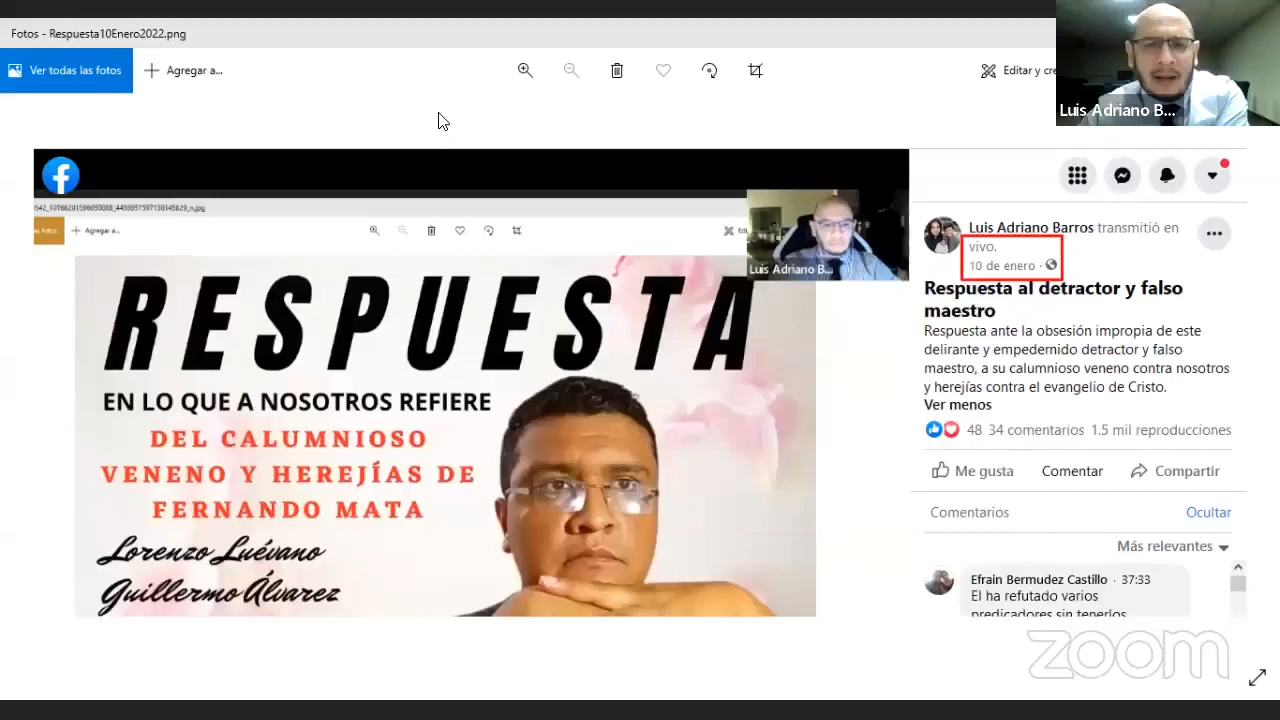 Fotos - Respuesta10Enero2022.png
Ver todas las fotos
Agregar a...
Editar y cre
Luis Adriano B...
Agregar a...
Luis Adriano B...
RESPUESTA
EN LO QUE A NOSOTROS REFIERE
DEL CALUMNIOSO
VENENO Y HEREJÍAS DE
FERNANDO MATA
Lorenzo Luévano
Guillermo Álvarez
Luis Adriano Barros transmitió en
vivo.
10 de enero ·
Respuesta al detractor y falso
maestro
Respuesta ante la obsesión impropia de este
delirante y empedernido detractor y falso
maestro, a su calumnioso veneno contra nosotros
y herejías contra el evangelio de Cristo.
Ver menos
48 34 comentarios 1.5 mil reproducciones
Me gusta Comentar Compartir
Comentarios Ocultar
Más relevantes
Efrain Bermudez Castillo · 37:33
El ha refutado varios
predicadores sin tenerlos
zoom